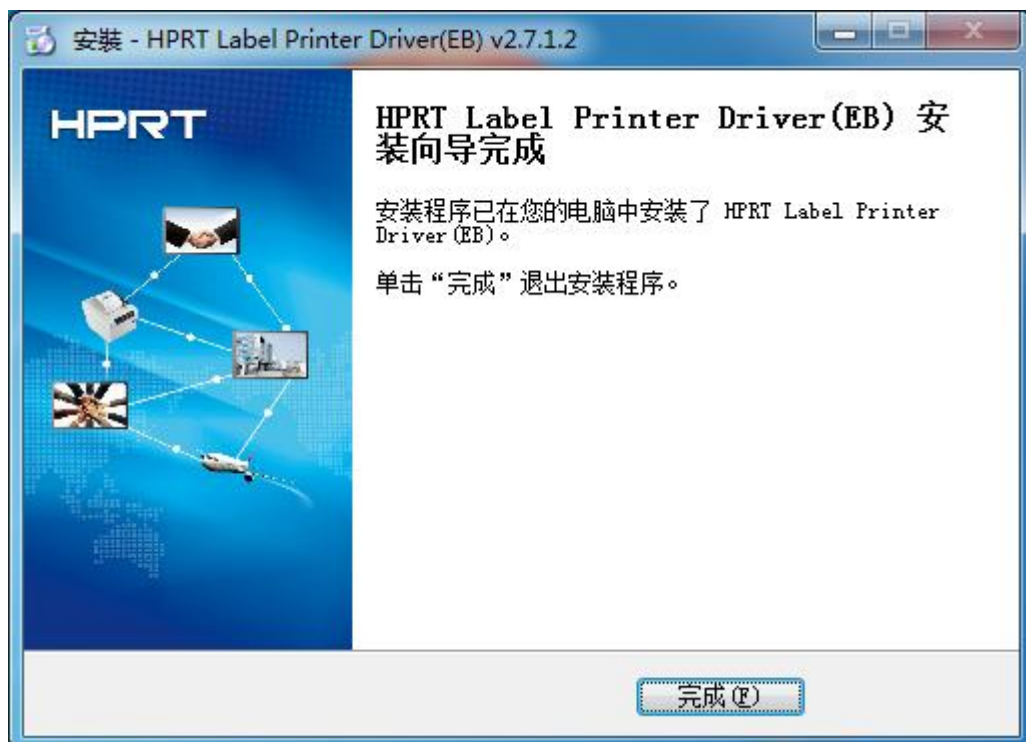 安裝 - HPRT Label Printer Driver(EB) v2.7.1.2
HPRT
HPRT Label Printer Driver(EB) 安
装向导完成
安装程序已在您的电脑中安装了 HPRT Label Printer
Driver(EB)。
单击“完成”退出安装程序。
完成(F)